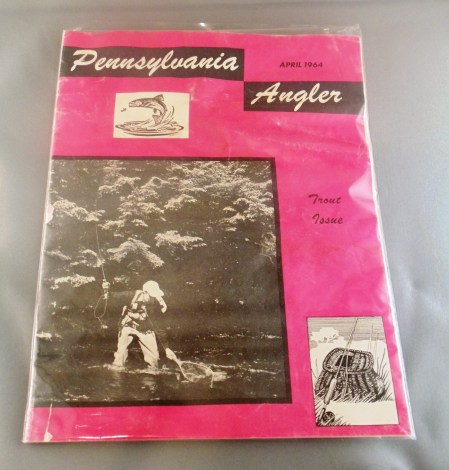 Pennsylvania
APRIL 1964
Angler
Trout
Issue